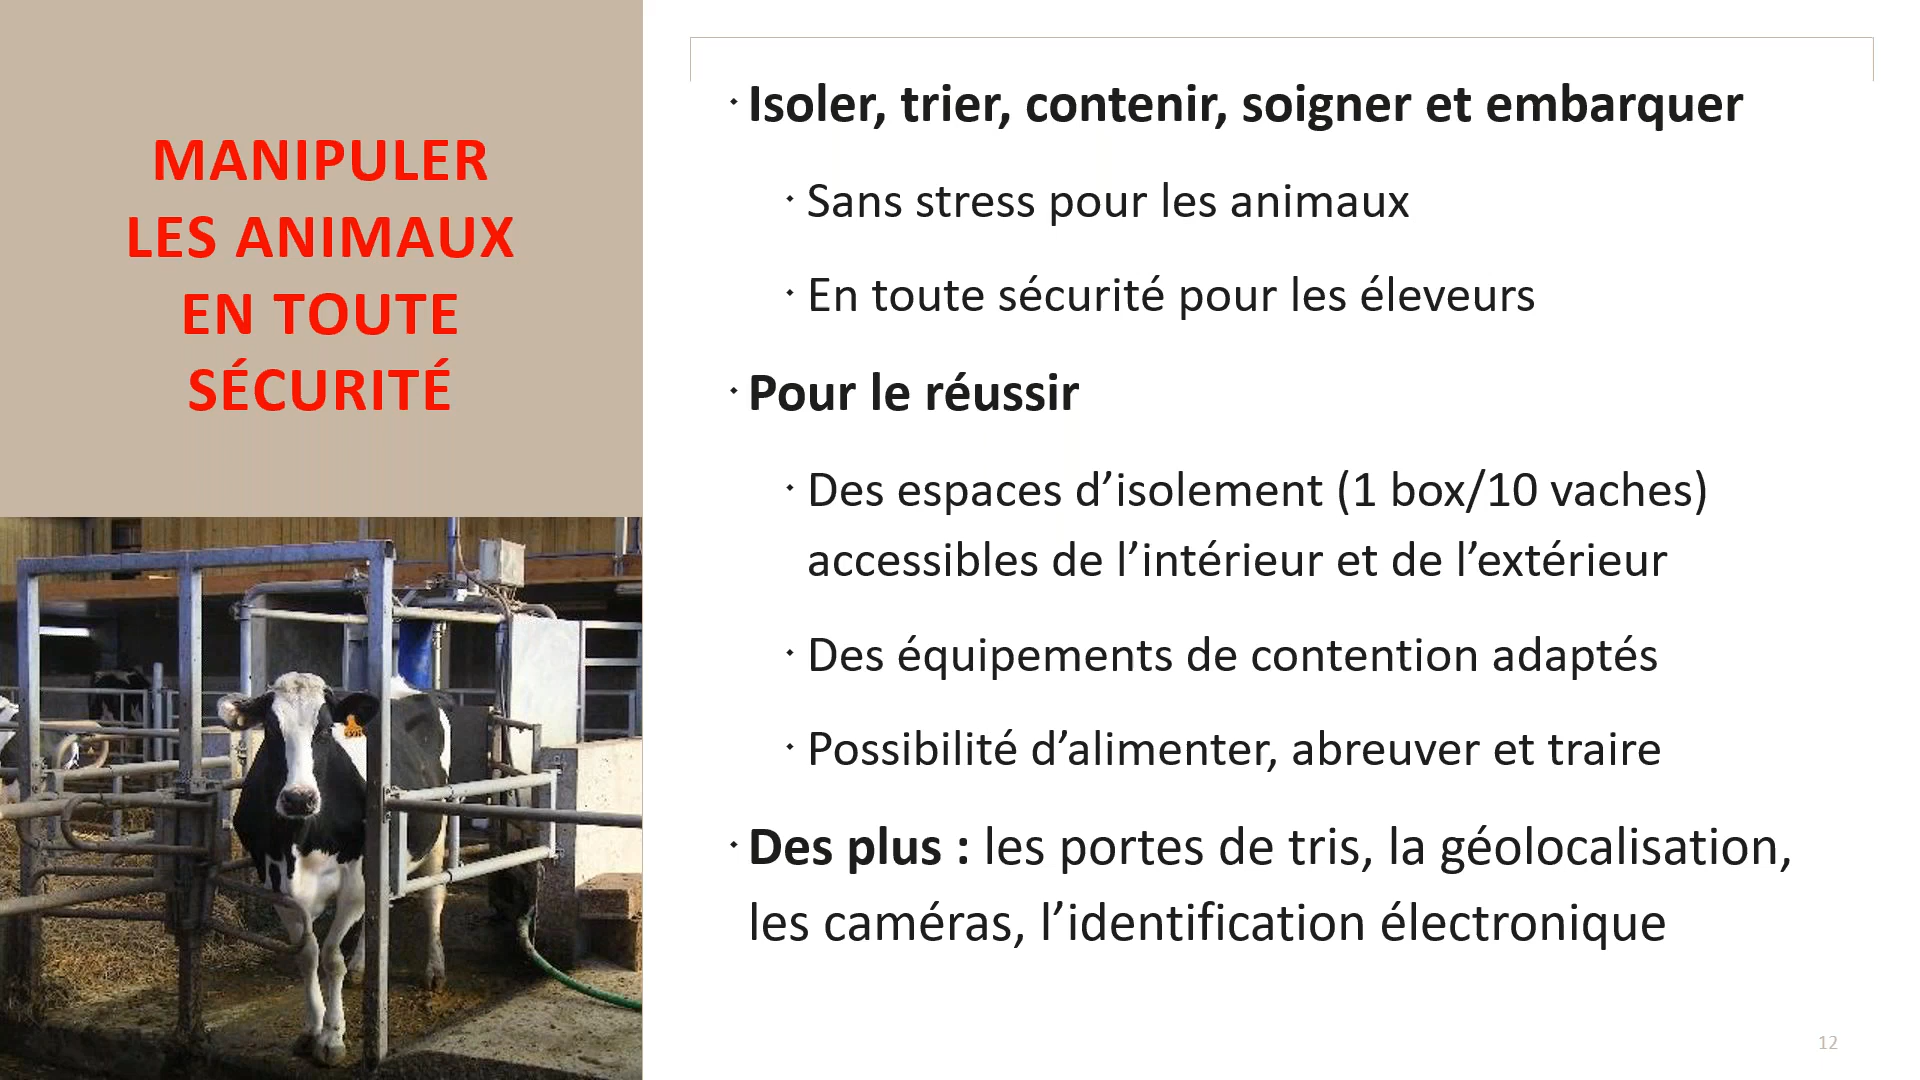 MANIPULER
LES ANIMAUX
EN TOUTE
SÉCURITÉ
Isoler, trier, contenir, soigner et embarquer
Sans stress pour les animaux
En toute sécurité pour les éleveurs
Pour le réussir
Des espaces d’isolement (1 box/10 vaches)
accessibles de l’intérieur et de l’extérieur
Des équipements de contention adaptés
Possibilité d’alimenter, abreuver et traire
Des plus : les portes de tris, la géolocalisation,
les caméras, l’identification électronique
12